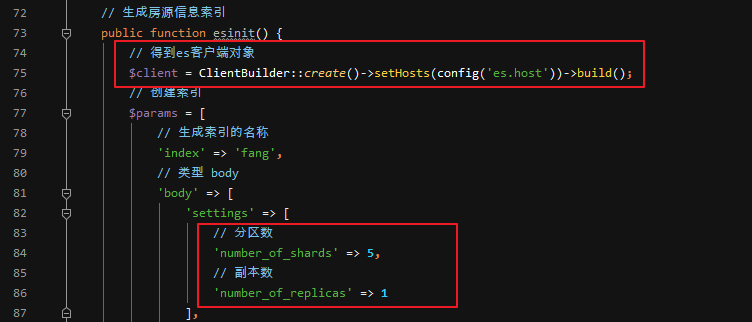 72 // 生成房源信息索引
73 public function esinit() {
74 // 得到es客户端对象
75 $client = ClientBuilder::create()->setHosts(config('es.host'))->build();
76 // 创建索引
77 $params = [
78 // 生成索引的名称
79 'index' => 'fang',
80 // 类型 body
81 'body' => [
82 'settings' => [
83 // 分区数
84 'number_of_shards' => 5,
85 // 副本数
86 'number_of_replicas' => 1
87 ],